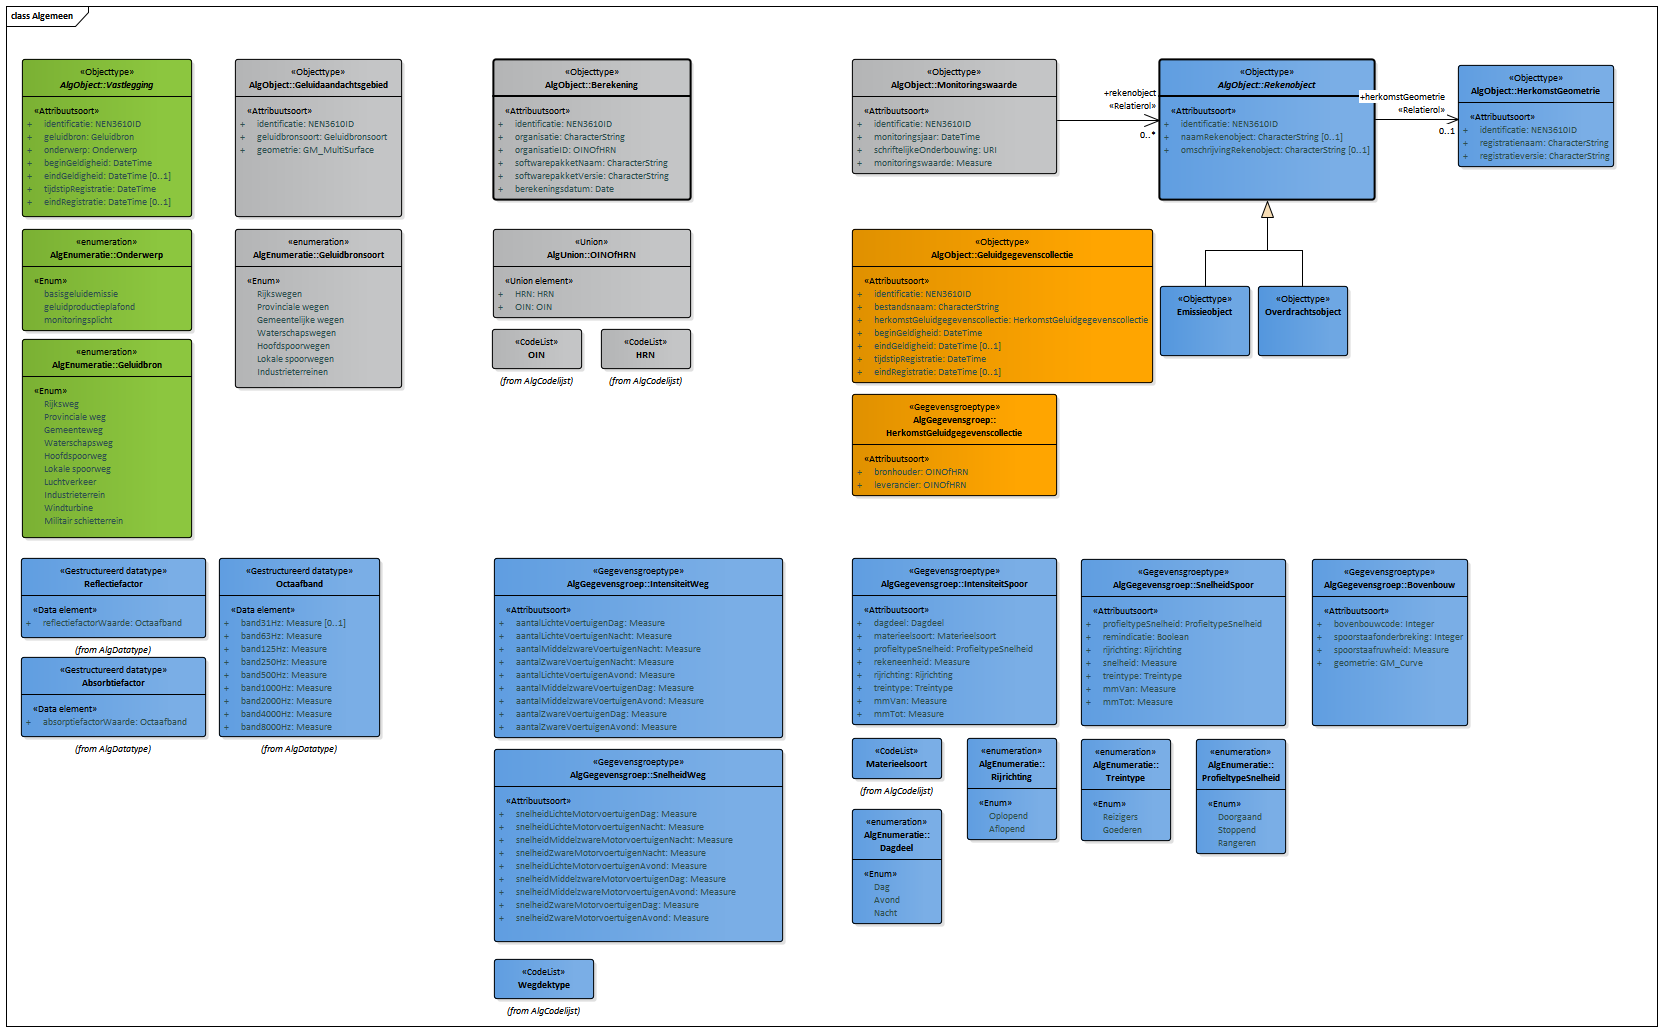 class Algemeen
«Objecttype»
AlgObject::Vastlegging
«Attribuutsoort»
+ identificatie: NEN3610ID
+ geluidbron: Geluidbron
+ onderwerp: Onderwerp
+ beginGeldigheid: DateTime
+ eindGeldigheid: DateTime [0..1]
+ tijdstipRegistratie: DateTime
+ eindRegistratie: DateTime [0..1]
«Objecttype»
AlgObject::Geluidaandachtsgebied
«Attribuutsoort»
+ identificatie: NEN3610ID
+ geluidbronsoort: Geluidbronsoort
+ geometrie: GM_MultiSurface
«Objecttype»
AlgObject::Berekening
«Attribuutsoort»
+ identificatie: NEN3610ID
+ organisatie: CharacterString
+ organisatieID: OINOfHRN
+ softwarepakketNaam: CharacterString
+ softwarepakketVersie: CharacterString
+ berekeningsdatum: Date
«Objecttype»
AlgObject::Monitoringswaarde
«Attribuutsoort»
+ identificatie: NEN3610ID
+ monitoringsjaar: DateTime
+ schriftelijkeOnderbouwing: URI
+ monitoringswaarde: Measure
+rekenobject
«Relatierol»
0..*
«Objecttype»
AlgObject::Rekenobject
«Attribuutsoort»
+ identificatie: NEN3610ID
+ naamRekenobject: CharacterString [0..1]
+ omschrijvingRekenobject: CharacterString [0..1]
+herkomstGeometrie
«Relatierol»
0..1
«Objecttype»
AlgObject::HerkomstGeometrie
«Attribuutsoort»
+ identificatie: NEN3610ID
+ registratienaam: CharacterString
+ registratieversie: CharacterString
«enumeration»
AlgEnumeratie::Onderwerp
«Enum»
basisgeluidemissie
geluidproductieplafond
monitoringsplicht
«enumeration»
AlgEnumeratie::Geluidbronsoort
«Enum»
Rijkswegen
Provinciale wegen
Gemeentelijke wegen
Waterschapswegen
Hoofdspoorwegen
Lokale spoorwegen
Industrieterreinen
«Union»
AlgUnion::OINOfHRN
«Union element»
+ HRN: HRN
+ OIN: OIN
«CodeList»
OIN
(from AlgCodelijst)
«CodeList»
HRN
(from AlgCodelijst)
«Objecttype»
AlgObject::Geluidgegevenscollectie
«Attribuutsoort»
+ identificatie: NEN3610ID
+ bestandsnaam: CharacterString
+ herkomstGeluidgegevenscollectie: HerkomstGeluidgegevenscollectie
+ beginGeldigheid: DateTime
+ eindGeldigheid: DateTime [0..1]
+ tijdstipRegistratie: DateTime
+ eindRegistratie: DateTime [0..1]
«Objecttype»
Emissieobject
«Objecttype»
Overdrachtsobject
«enumeration»
AlgEnumeratie::Geluidbron
«Enum»
Rijksweg
Provinciale weg
Gemeenteweg
Waterschapsweg
Hoofdspoorweg
Lokale spoorweg
Luchtverkeer
Industrieterrein
Windturbine
Militair schietterrein
«Gegevensgroeptype»
AlgGegevensgroep::
HerkomstGeluidgegevenscollectie
«Attribuutsoort»
+ bronhouder: OINOfHRN
+ leverancier: OINOfHRN
«Gestructureerd datatype»
Reflectiefactor
«Data element»
+ reflectiefactorWaarde: Octaafband
(from AlgDatatype)
«Gestructureerd datatype»
Absorbtiefactor
«Data element»
+ absorptiefactorWaarde: Octaafband
(from AlgDatatype)
«Gestructureerd datatype»
Octaafband
«Data element»
+ band31Hz: Measure [0..1]
+ band63Hz: Measure
+ band125Hz: Measure
+ band250Hz: Measure
+ band500Hz: Measure
+ band1000Hz: Measure
+ band2000Hz: Measure
+ band4000Hz: Measure
+ band8000Hz: Measure
(from AlgDatatype)
«Gegevensgroeptype»
AlgGegevensgroep::IntensiteitWeg
«Attribuutsoort»
+ aantalLichteVoertuigenDag: Measure
+ aantalLichteVoertuigenNacht: Measure
+ aantalMiddelzwareVoertuigenNacht: Measure
+ aantalZwareVoertuigenNacht: Measure
+ aantalLichteVoertuigenAvond: Measure
+ aantalMiddelzwareVoertuigenDag: Measure
+ aantalMiddelzwareVoertuigenAvond: Measure
+ aantalZwareVoertuigenDag: Measure
+ aantalZwareVoertuigenAvond: Measure
«Gegevensgroeptype»
AlgGegevensgroep::SnelheidWeg
«Attribuutsoort»
+ snelheidLichteMotorvoertuigenDag: Measure
+ snelheidLichteMotorvoertuigenNacht: Measure
+ snelheidMiddelzwareMotorvoertuigenNacht: Measure
+ snelheidZwareMotorvoertuigenNacht: Measure
+ snelheidLichteMotorvoertuigenAvond: Measure
+ snelheidMiddelzwareMotorvoertuigenDag: Measure
+ snelheidMiddelzwareMotorvoertuigenAvond: Measure
+ snelheidZwareMotorvoertuigenDag: Measure
+ snelheidZwareMotorvoertuigenAvond: Measure
«CodeList»
Wegdektype
(from AlgCodelijst)
«Gegevensgroeptype»
AlgGegevensgroep::IntensiteitSpoor
«Attribuutsoort»
+ dagdeel: Dagdeel
+ materieelsoort: Materieelsoort
+ profieltypeSnelheid: ProfieltypeSnelheid
+ rekeneenheid: Measure
+ rijrichting: Rijrichting
+ treintype: Treintype
+ mmVan: Measure
+ mmTot: Measure
«Gegevensgroeptype»
AlgGegevensgroep::SnelheidSpoor
«Attribuutsoort»
+ profieltypeSnelheid: ProfieltypeSnelheid
+ remindicatie: Boolean
+ rijrichting: Rijrichting
+ snelheid: Measure
+ treintype: Treintype
+ mmVan: Measure
+ mmTot: Measure
«Gegevensgroeptype»
AlgGegevensgroep::Bovenbouw
«Attribuutsoort»
+ bovenbouwcode: Integer
+ spoorstaafonderbreking: Integer
+ spoorstaafruwheid: Measure
+ geometrie: GM_Curve
«CodeList»
Materieelsoort
(from AlgCodelijst)
«enumeration»
AlgEnumeratie::
Rijrichting
«Enum»
Oplopend
Aflopend
«enumeration»
AlgEnumeratie::
Treintype
«Enum»
Reizigers
Goederen
«enumeration»
AlgEnumeratie::
ProfieltypeSnelheid
«Enum»
Doorgaand
Stoppend
Rangeren
«enumeration»
AlgEnumeratie::
Dagdeel
«Enum»
Dag
Avond
Nacht